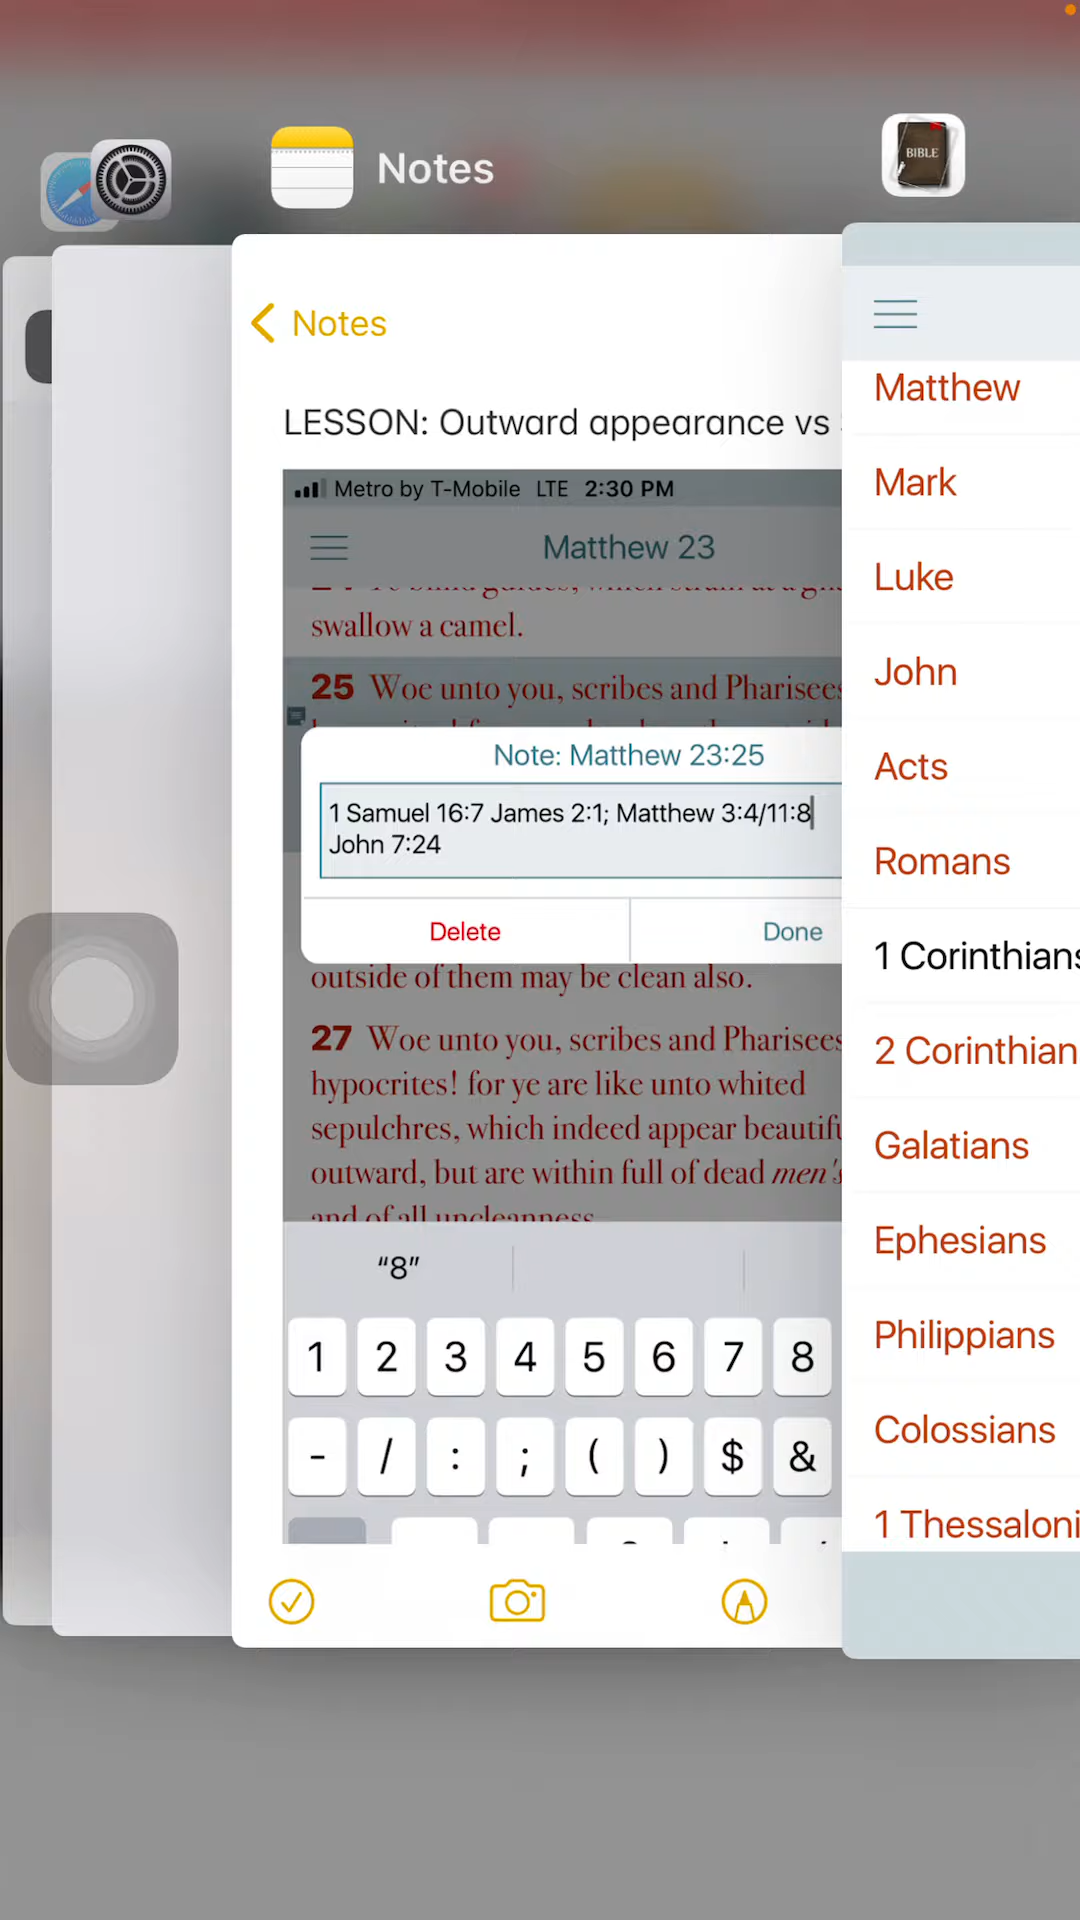 Notes
BIBLE
Notes
LESSON: Outward appearance vs
Metro by T-Mobile LTE 2:30 PM
Matthew 23
swallow a camel.
25 Woe unto you, scribes and Pharisees
Note: Matthew 23:25
1 Samuel 16:7 James 2:1; Matthew 3:4/11:8
John 7:24
Delete
Done
outside of them may be clean also.
27 Woe unto you, scribes and Pharisees
hypocrites! for ye are like unto whited
sepulchres, which indeed appear beautifu
outward, but are within full of dead men's
and of all uncleanness
“8”
1 2 3 4 5 6 7 8
- / : ; ( ) $ &
Matthew
Mark
Luke
John
Acts
Romans
1 Corinthians
2 Corinthian
Galatians
Ephesians
Philippians
Colossians
1 Thessaloni